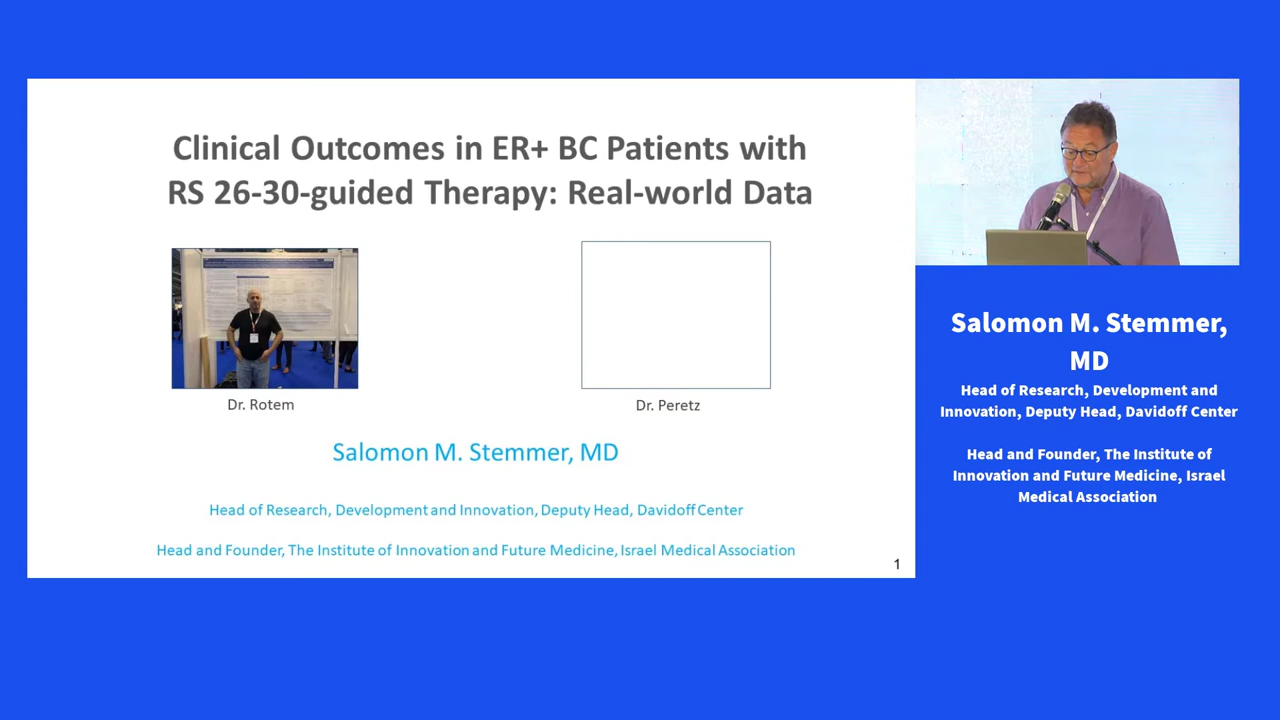 Clinical Outcomes in ER+ BC Patients with
RS 26-30-guided Therapy: Real-world Data
Dr. Rotem
Dr. Peretz
Salomon M. Stemmer, MD
Head of Research, Development and Innovation, Deputy Head, Davidoff Center
Head and Founder, The Institute of Innovation and Future Medicine, Israel Medical Association
1
Salomon M. Stemmer,
MD
Head of Research, Development and
Innovation, Deputy Head, Davidoff Center
Head and Founder, The Institute of
Innovation and Future Medicine, Israel
Medical Association